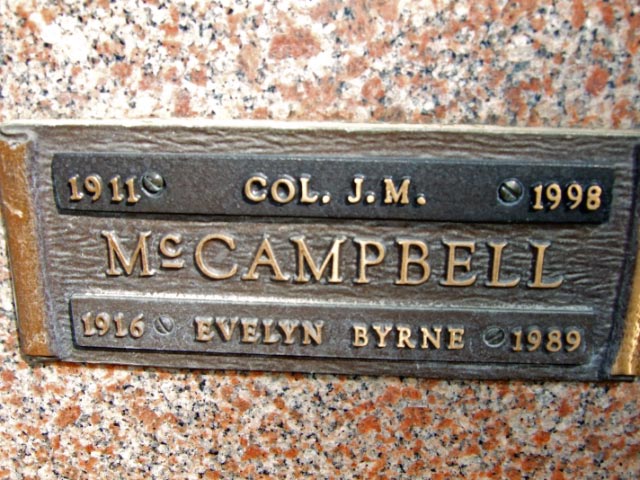 1911 COL. J.M. 1998
McCAMPBELL
1916 EVELYN BYRNE 1989